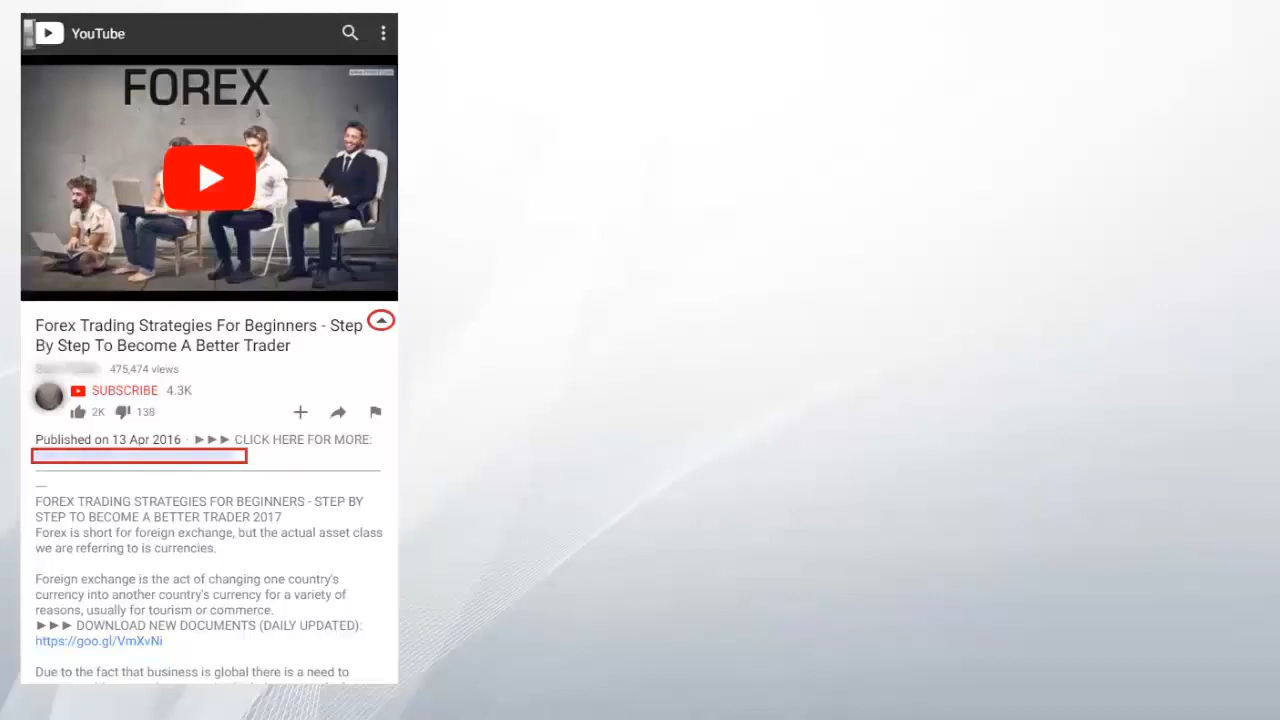 YouTube
FOREX
1
2
3
4
Forex Trading Strategies For Beginners - Step
By Step To Become A Better Trader
475,474 views
SUBSCRIBE 4.3K
2K 138
Published on 13 Apr 2016 · ►►► CLICK HERE FOR MORE:
—
FOREX TRADING STRATEGIES FOR BEGINNERS - STEP BY
STEP TO BECOME A BETTER TRADER 2017
Forex is short for foreign exchange, but the actual asset class
we are referring to is currencies.
Foreign exchange is the act of changing one country's
currency into another country's currency for a variety of
reasons, usually for tourism or commerce.
►►► DOWNLOAD NEW DOCUMENTS (DAILY UPDATED):
https://goo.gl/VmXvNi
Due to the fact that business is global there is a need to